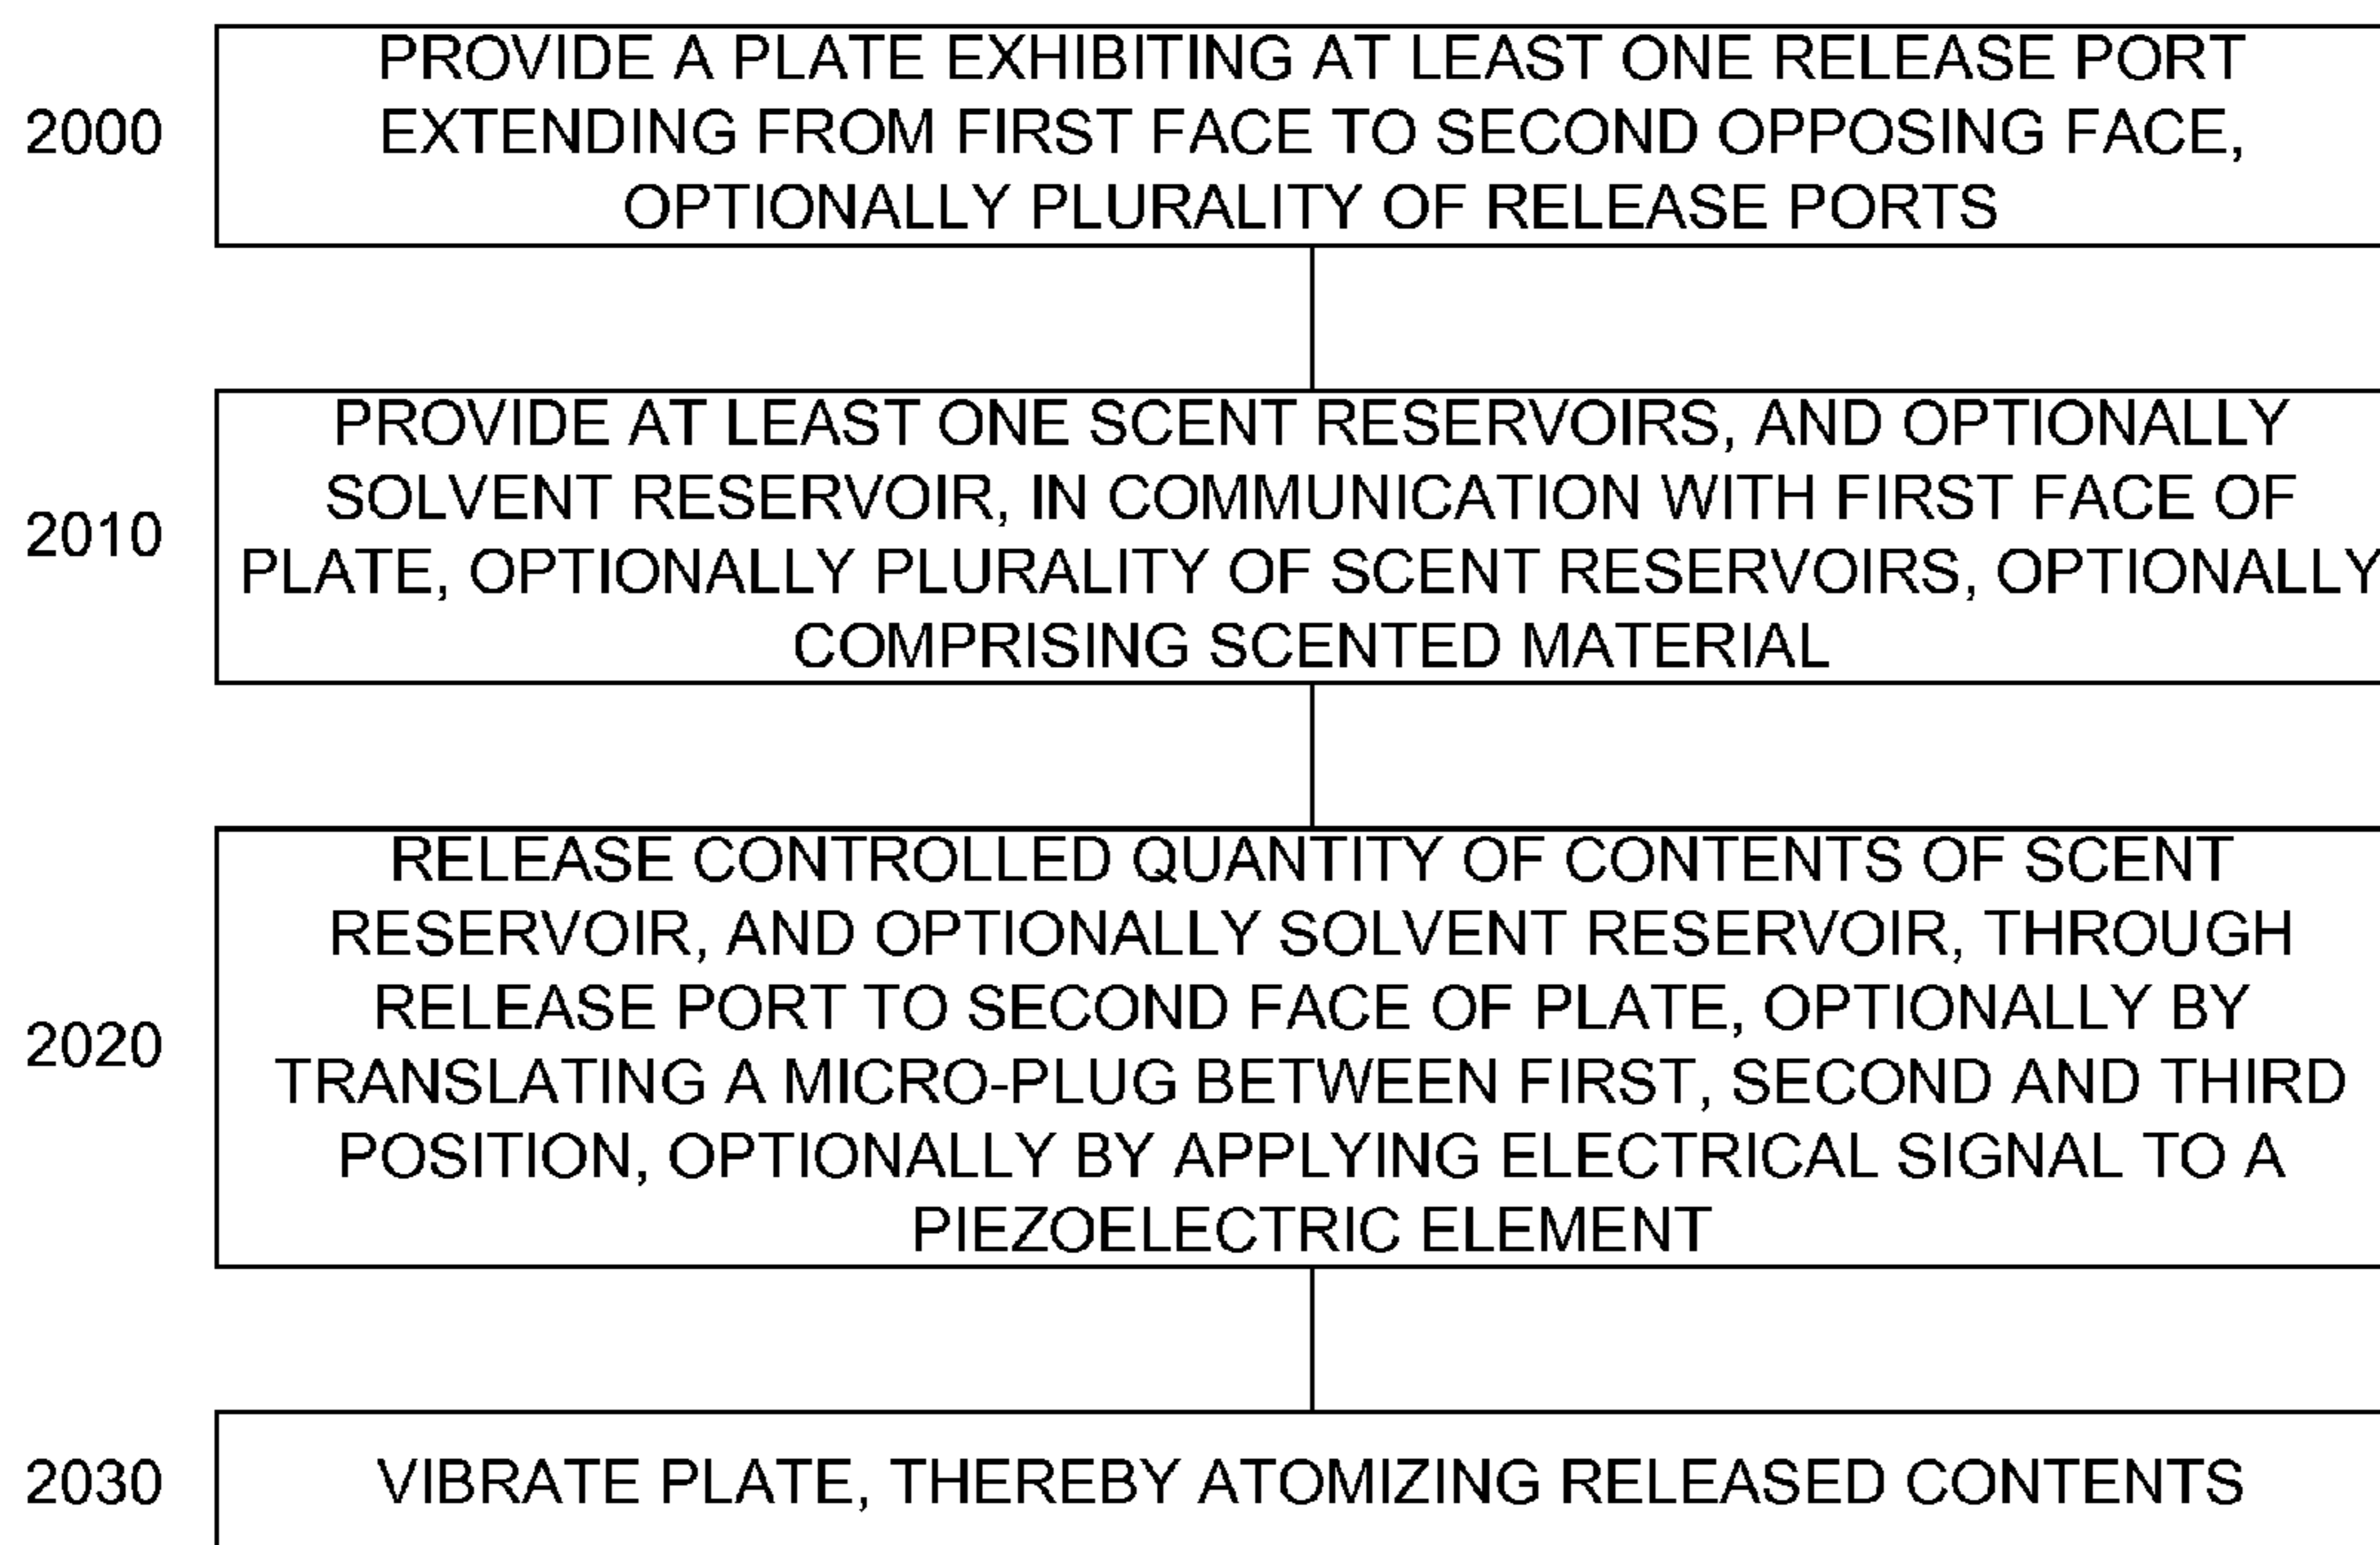 PROVIDE A PLATE EXHIBITING AT LEAST ONE RELEASE PORT
2000
EXTENDING FROM FIRST FACE TO SECOND OPPOSING FACE,
OPTIONALLY PLURALITY OF RELEASE PORTS
PROVIDE AT LEAST ONE SCENT RESERVOIRS, AND OPTIONALLY
SOLVENT RESERVOIR, IN COMMUNICATION WITH FIRST FACE OF
2010
PLATE, OPTIONALLY PLURALITY OF SCENT RESERVOIRS, OPTIONALLY
COMPRISING SCENTED MATERIAL
RELEASE CONTROLLED QUANTITY OF CONTENTS OF SCENT
RESERVOIR, AND OPTIONALLY SOLVENT RESERVOIR, THROUGH
RELEASE PORT TO SECOND FACE OF PLATE, OPTIONALLY BY
2020
TRANSLATING A MICRO-PLUG BETWEEN FIRST, SECOND AND THIRD
POSITION, OPTIONALLY BY APPLYING ELECTRICAL SIGNAL TO A
PIEZOELECTRIC ELEMENT
2030
VIBRATE PLATE, THEREBY ATOMIZING RELEASED CONTENTS